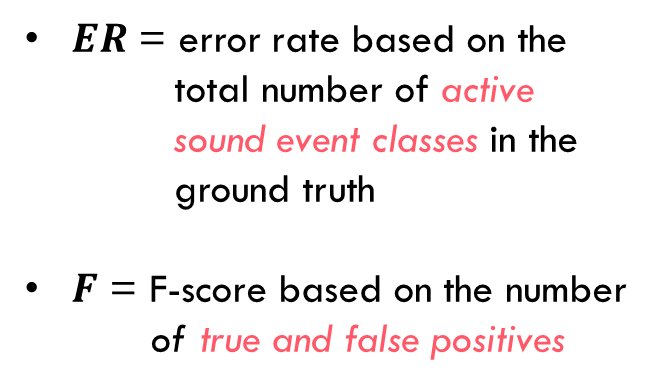 • ER = error rate based on the
total number of active
sound event classes in the
ground truth
• F = F-score based on the number
of true and false positives